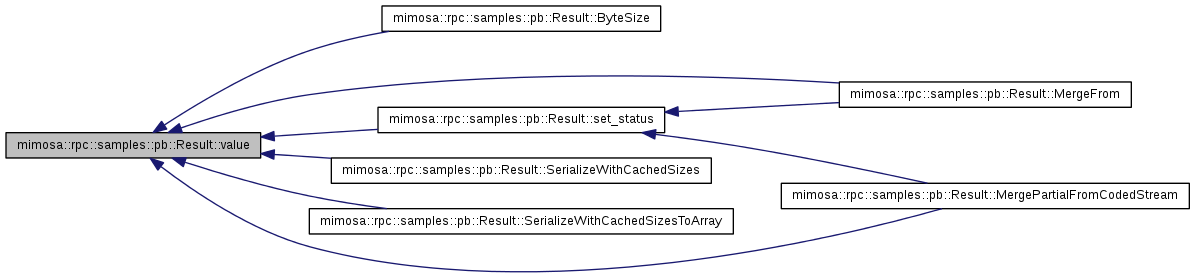 mimosa::rpc::samples::pb::Result::ByteSize
mimosa::rpc::samples::pb::Result::MergeFrom
mimosa::rpc::samples::pb::Result::set_status
mimosa::rpc::samples::pb::Result::value
mimosa::rpc::samples::pb::Result::SerializeWithCachedSizes
mimosa::rpc::samples::pb::Result::MergePartialFromCodedStream
mimosa::rpc::samples::pb::Result::SerializeWithCachedSizesToArray